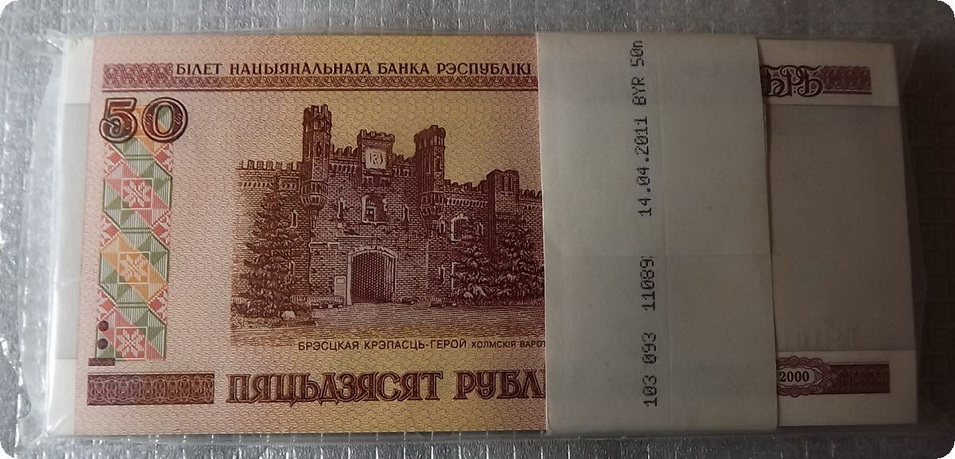 БІЛЕТ НАЦЫЯНАЛЬНАГА БАНКА РЭСПУБЛІКІ
50
БРЭСЦКАЯ КРЭПАСЦЬ-ГЕРОЙ ХОЛМСКІЯ ВАРОТ
ПЯЦЬДЗЯСЯТ РУБЛ
2000
103 093 11089 14.04.2011 BYR 50п